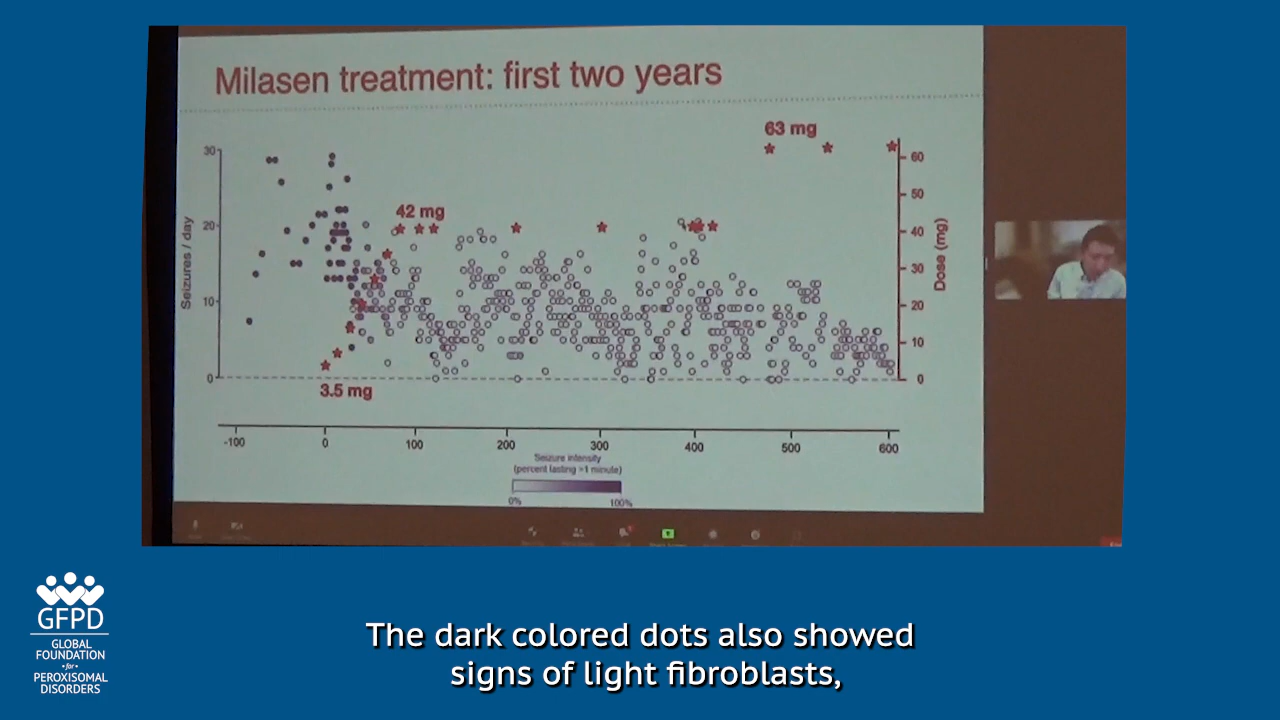 Milasen treatment: first two years
63 mg
30
60
50
42 mg
20
40
Seizures / day
Dose (mg)
30
10
20
10
0
0
3.5 mg
-100
0
100
200
300
400
500
600
Seizure intensity
(percent lasting >1 minute)
0%
100%
GFPD
GLOBAL
FOUNDATION
for
PEROXISOMAL
DISORDERS
The dark colored dots also showed
signs of light fibroblasts,